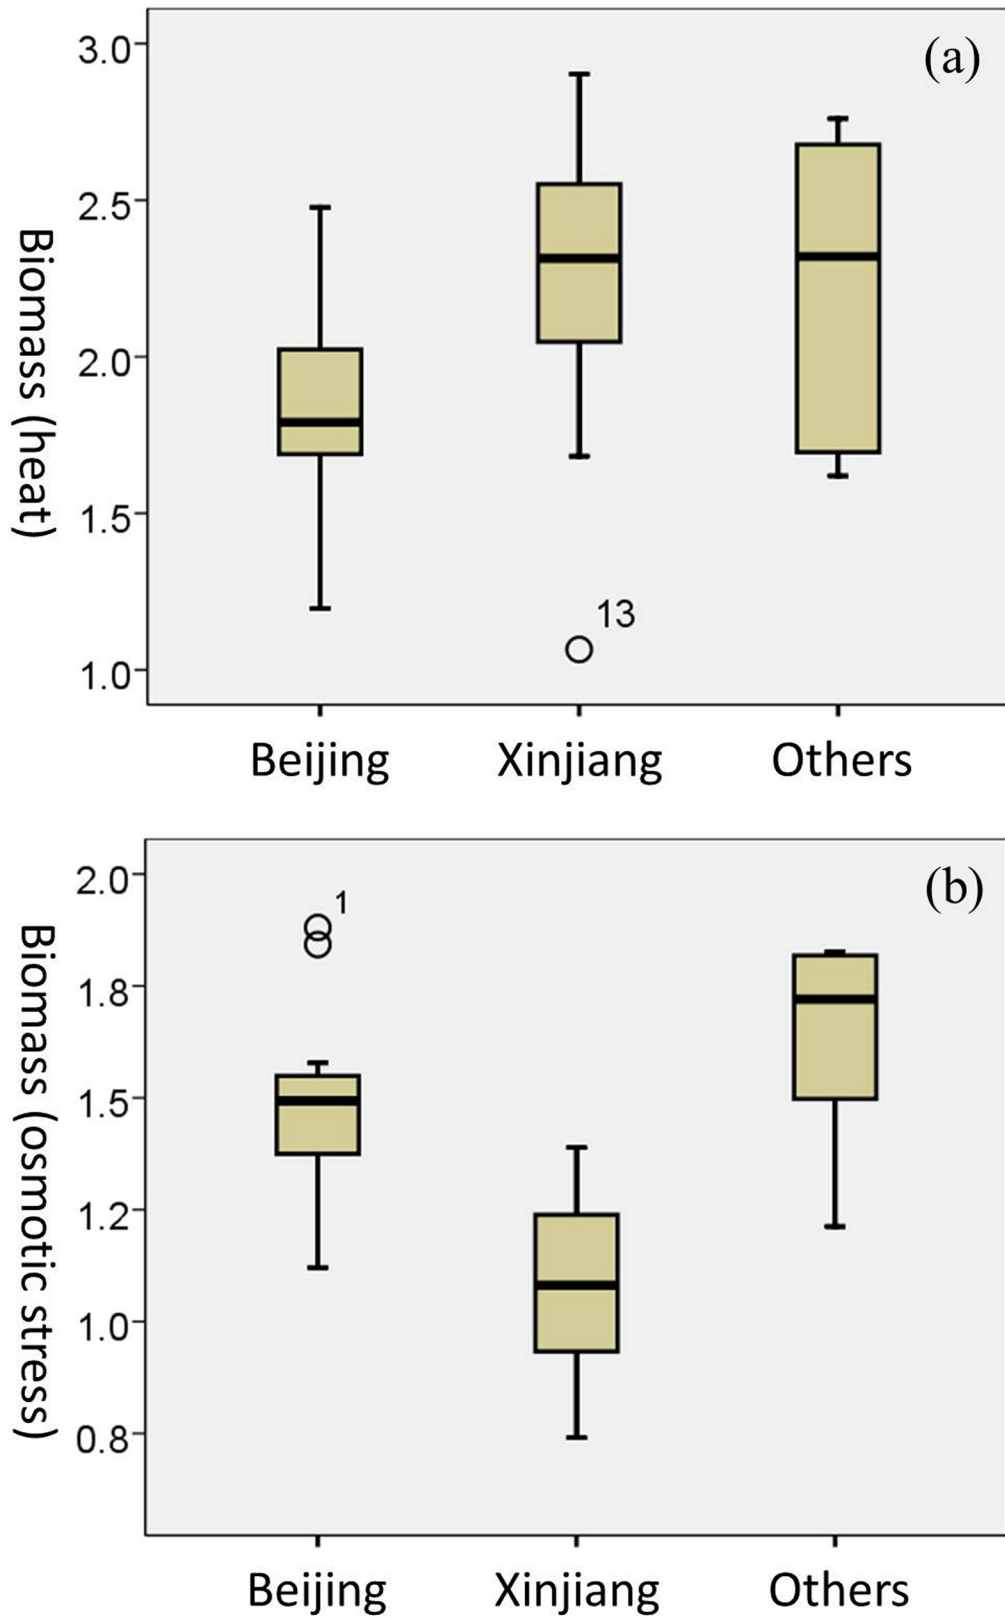 (a)
3.0
2.5
2.0
1.5
1.0
Biomass (heat)
13
Beijing Xinjiang Others
(b)
2.0
1.8
1.5
1.2
1.0
0.8
Biomass (osmotic stress)
1
Beijing Xinjiang Others